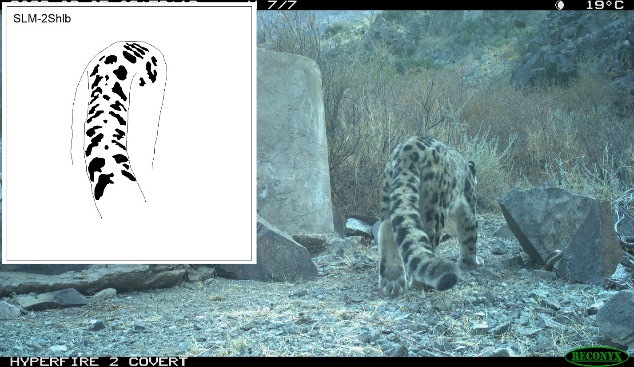 7/7
19°C
SLM-2Shlb
HYPERFIRE 2 COVERT
RECONYX